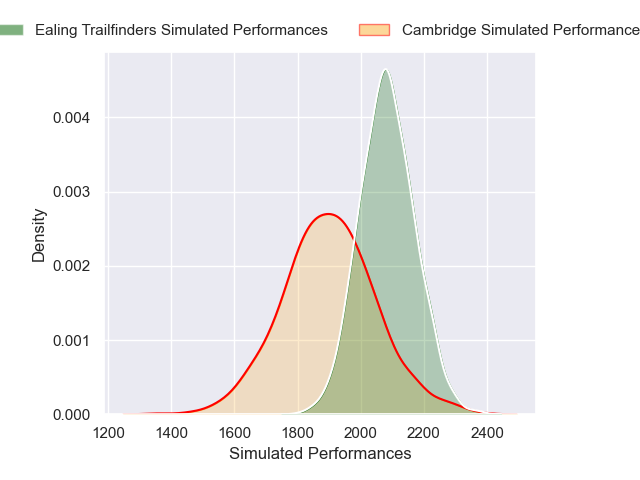 Ealing Trailfinders Simulated Performances
Cambridge Simulated Performance
Density
0.004
0.003
0.002
0.001
0.000
1200 1400 1600 1800 2000 2200 2400
Simulated Performances